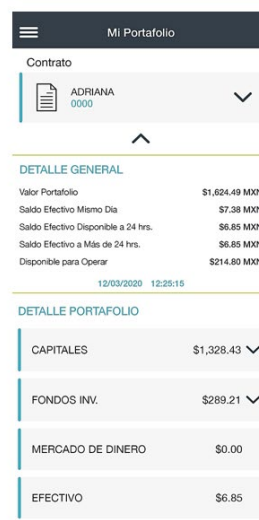 Mi Portafolio
Contrato
ADRIANA
0000
DETALLE GENERAL
Valor Portafolio $1,624.49 MXN
Saldo Efectivo Mismo Día $7.38 MXN
Saldo Efectivo Disponible a 24 hrs. $6.85 MXN
Saldo Efectivo a Más de 24 hrs. $6.85 MXN
Disponible para Operar $214.80 MXN
12/03/2020 12:25:15
DETALLE PORTAFOLIO
CAPITALES $1,328.43
FONDOS INV. $289.21
MERCADO DE DINERO $0.00
EFECTIVO $6.85